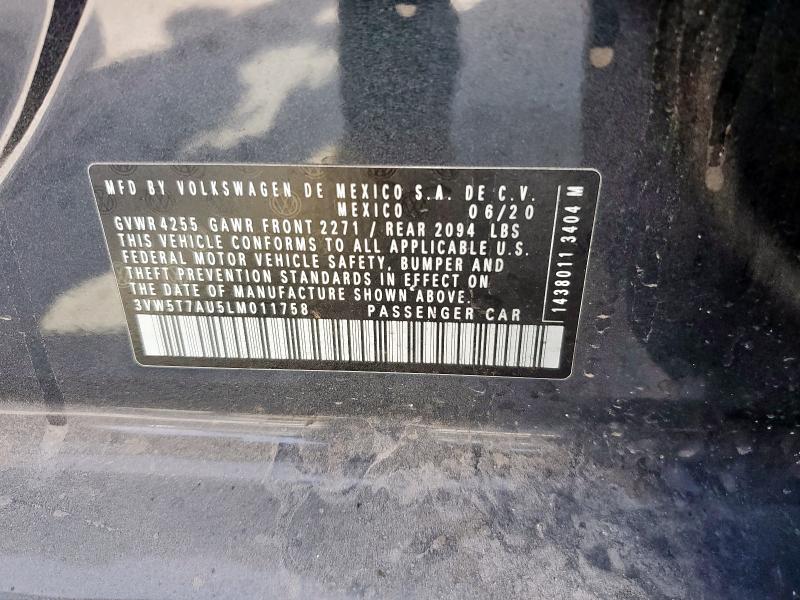 MFD BY VOLKSWAGEN DE MEXICO S.A. DE C.V.
MEXICO - 06/20
GVWR 4255 GAWR FRONT 2271 / REAR 2094 LBS
THIS VEHICLE CONFORMS TO ALL APPLICABLE U.S.
FEDERAL MOTOR VEHICLE SAFETY, BUMPER AND
THEFT PREVENTION STANDARDS IN EFFECT ON
THE DATE OF MANUFACTURE SHOWN ABOVE.
3VW5T7AU5LM011758 PASSENGER CAR
1438011 3404 M